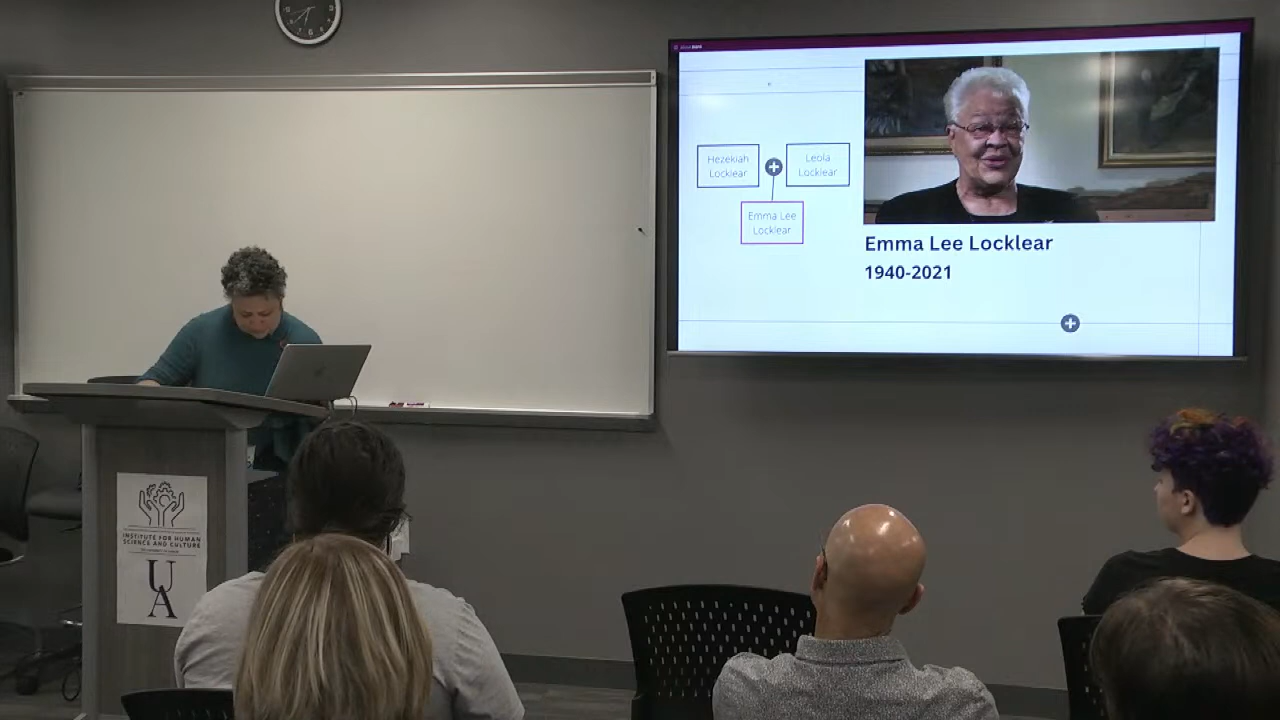 Hezekiah
Locklear
Leola
Locklear
Emma Lee
Locklear
Emma Lee Locklear
1940-2021
INSTITUTE FOR HUMAN
SCIENCE AND CULTURE
UA